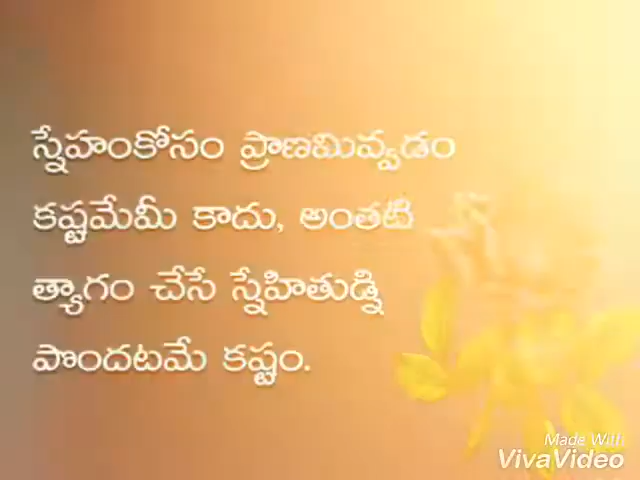 స్నేహంకోసం ప్రాణమివ్వడం
కష్టమేమీ కాదు, అంతటి
త్యాగం చేసే స్నేహితుడ్ని
పొందటమే కష్టం.
Made With
VivaVideo